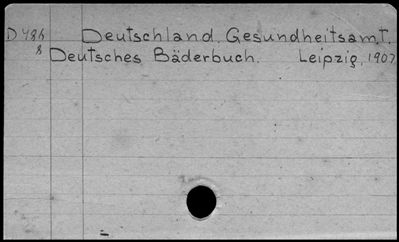 D 486 Deutschland. Gesundheitsamt.
8 Deutsches Bäderbuch. Leipzig, 1907